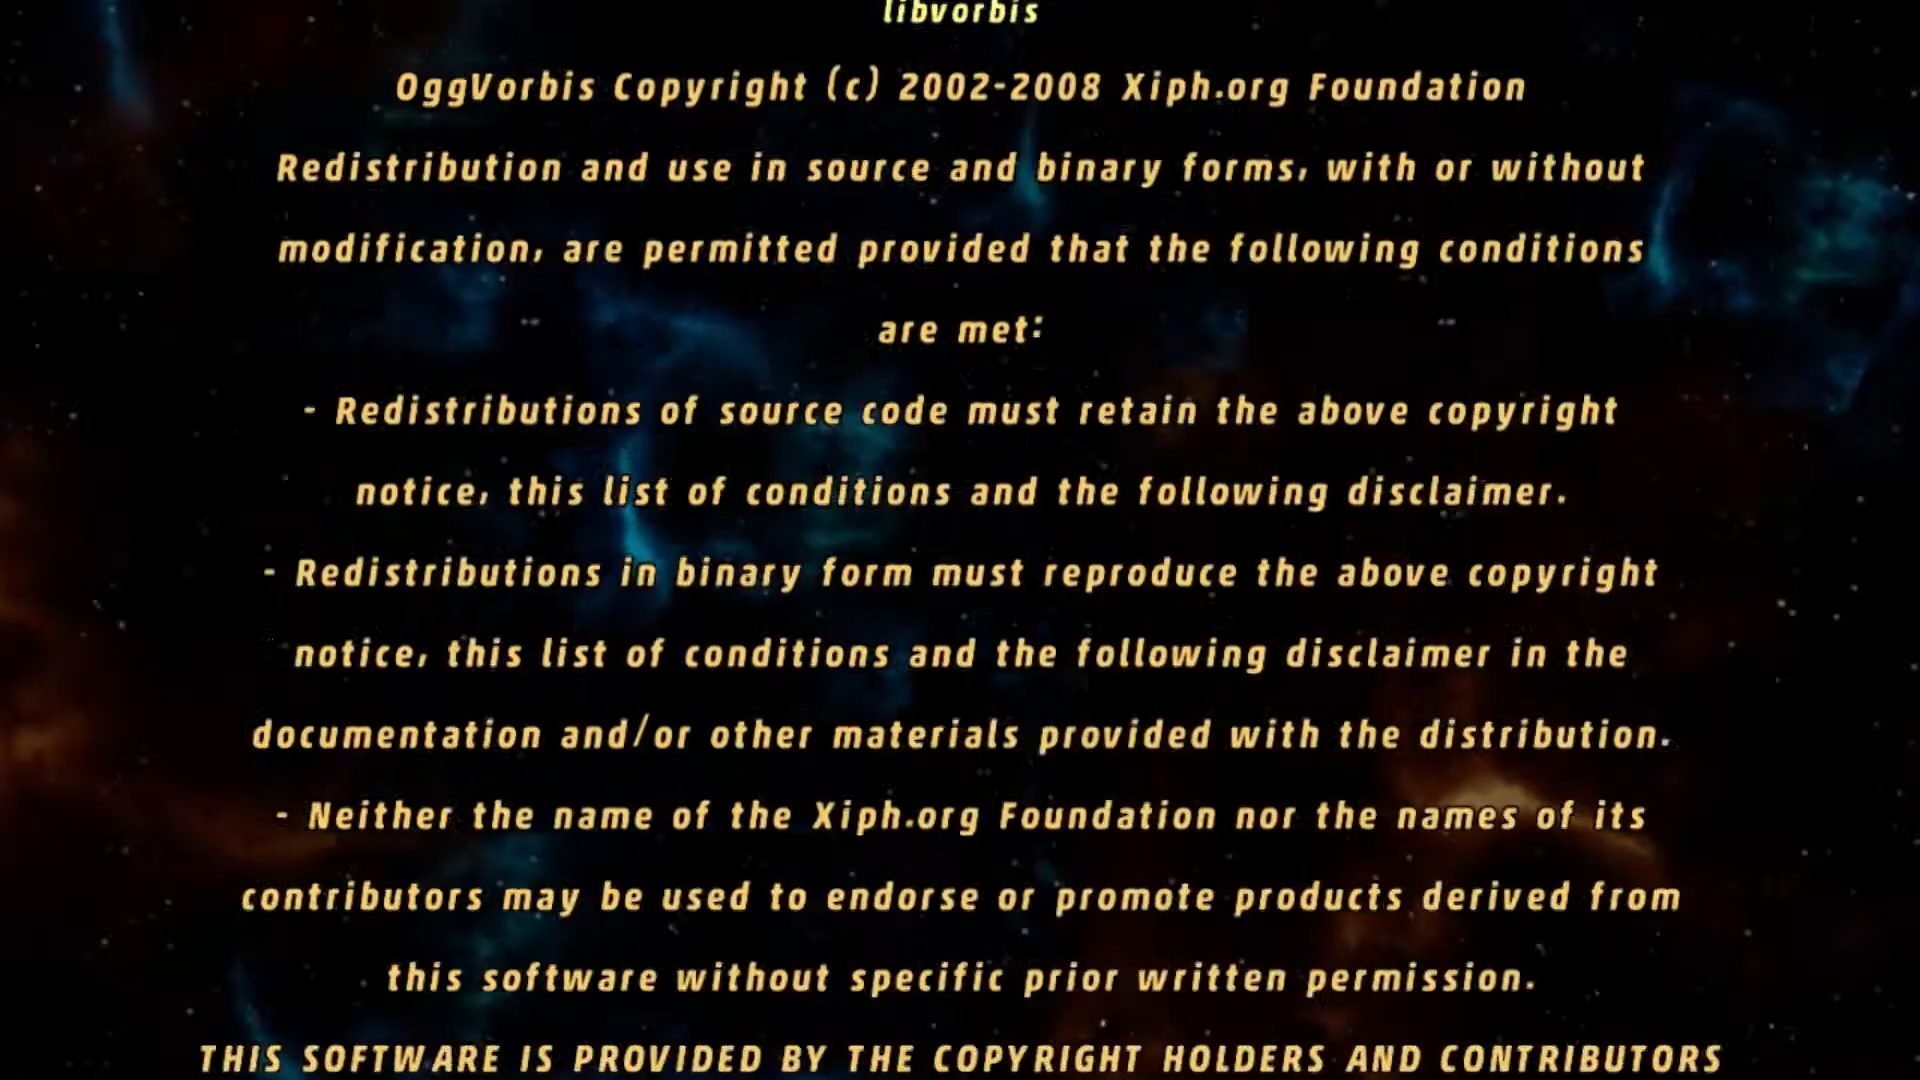 libvorbis
OggVorbis Copyright (c) 2002-2008 Xiph.org Foundation
Redistribution and use in source and binary forms, with or without
modification, are permitted provided that the following conditions
are met:
- Redistributions of source code must retain the above copyright
notice, this list of conditions and the following disclaimer.
- Redistributions in binary form must reproduce the above copyright
notice, this list of conditions and the following disclaimer in the
documentation and/or other materials provided with the distribution.
- Neither the name of the Xiph.org Foundation nor the names of its
contributors may be used to endorse or promote products derived from
this software without specific prior written permission.
THIS SOFTWARE IS PROVIDED BY THE COPYRIGHT HOLDERS AND CONTRIBUTORS